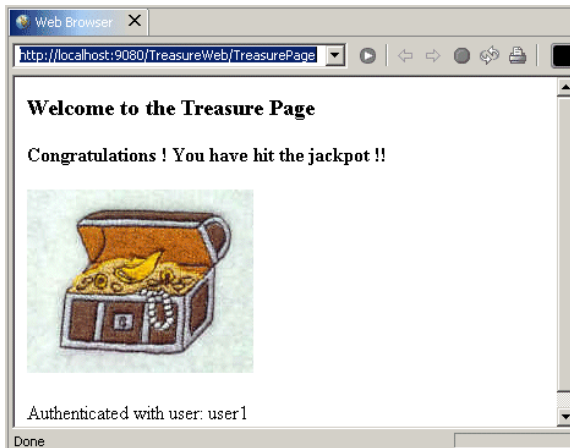 Web Browser
http://localhost:9080/TreasureWeb/TreasurePage
Welcome to the Treasure Page
Congratulations ! You have hit the jackpot !!
Authenticated with user: user1
Done